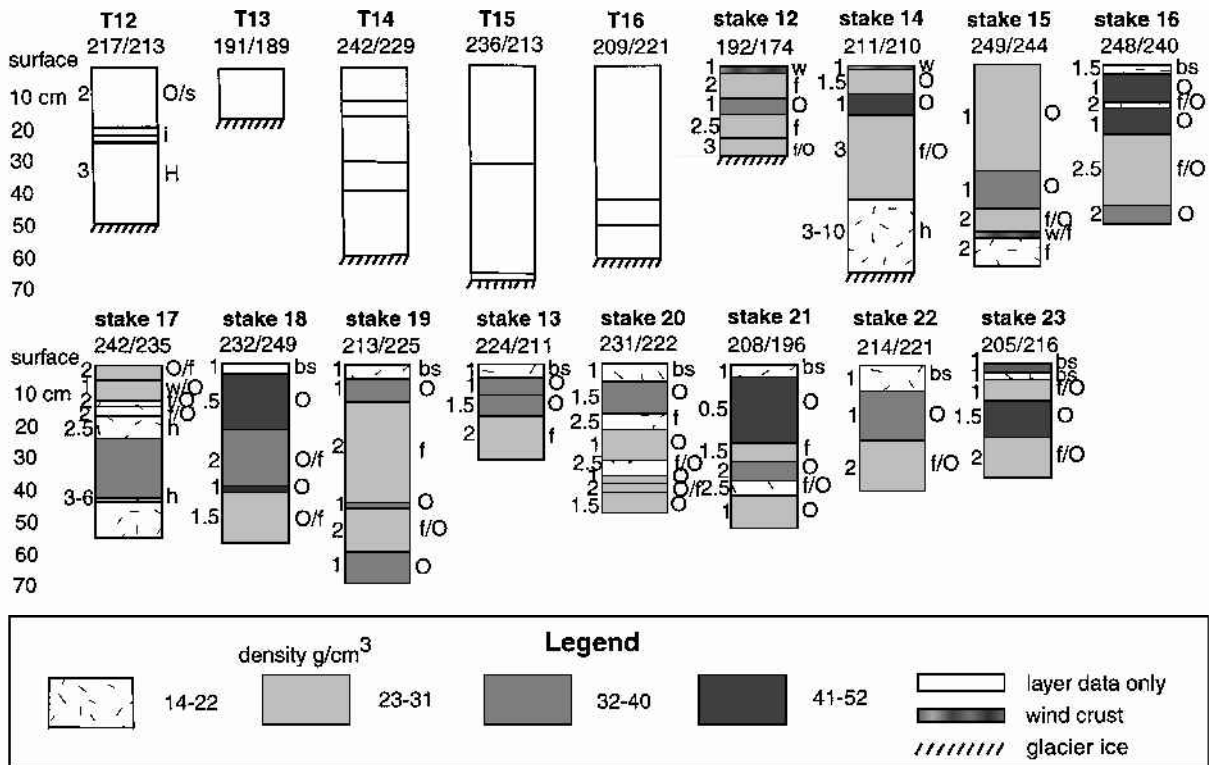 T12 T13 T14 T15 T16 stake 12 stake 14 stake 15 stake 16
217/213 191/189 242/229 236/213 209/221 192/174 211/210 249/244 248/240
surface
10 cm
20
30
40
50
60
70
2 O/s
i
3 H
1 w
2 f
1 O
2.5 f
3 f/O
1 w
1.5 O
1 O
3 f/O
3-10 h
1 O
1 O
2 f/O
w/f
2 f
1.5 bs
1 O
2 f/O
1 O
2.5 f/O
2 O
stake 17 stake 18 stake 19 stake 13 stake 20 stake 21 stake 22 stake 23
242/235 232/249 213/225 224/211 231/222 208/196 214/221 205/216
surface
10 cm
20
30
40
50
60
70
2 O/f
1 w/O
2 f/O
2 f/O
2.5 h
3-6 h
1 bs
.5 O
2 O/f
1 O
1.5 O/f
1 bs
1 O
2 f
1 O
2 f/O
1 O
1 bs
1 O
1.5 O
2 f
1 bs
1.5 O
2.5 f
1 O
2.5 f/O
1 O
2 O/f
1.5 O
1 bs
0.5 O
1.5 f
2 O
2.5 f/O
1 O
1 bs
1 O
2 f/O
1 bs
1 bs
1 f/O
1.5 O
2 f/O
Legend
density g/cm3
14-22 23-31 32-40 41-52
layer data only
wind crust
glacier ice